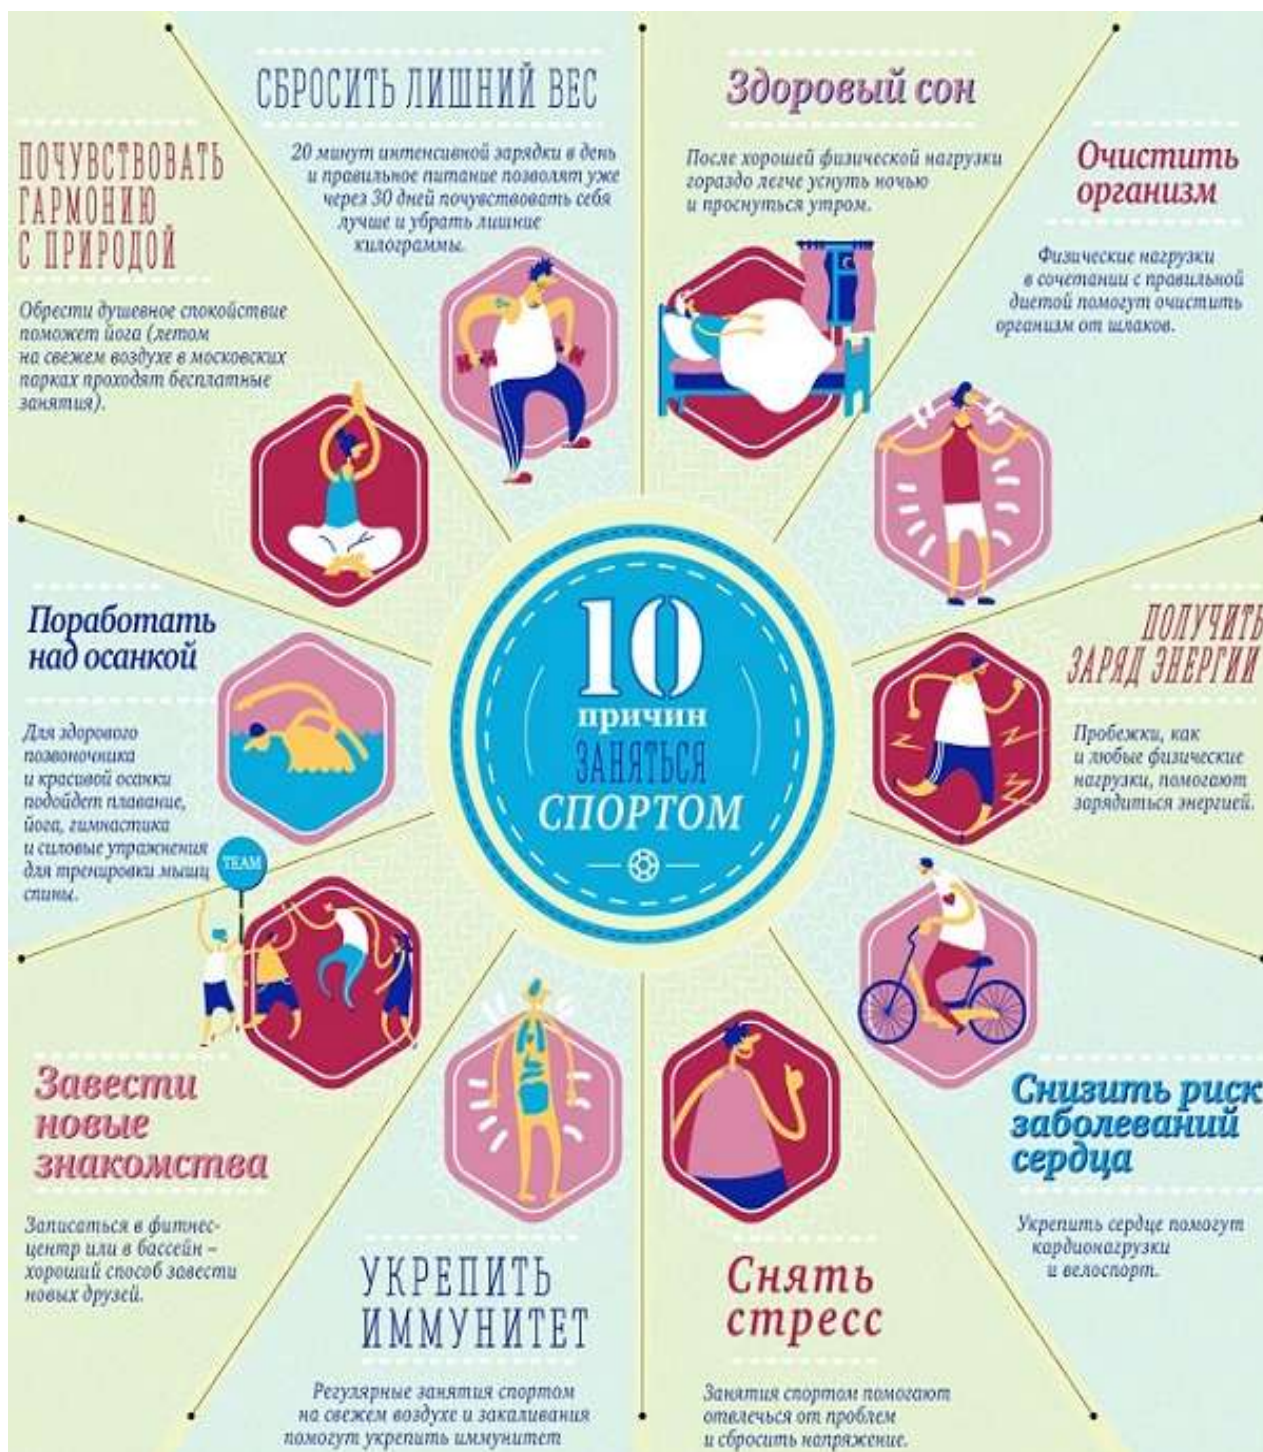 10
причин
ЗАНЯТЬСЯ
СПОРТОМ
СБРОСИТЬ ЛИШНИЙ ВЕС
20 минут интенсивной зарядки в день
и правильное питание позволят уже
через 30 дней почувствовать себя
лучше и убрать лишние
килограммы.
Здоровый сон
После хорошей физической нагрузки
гораздо легче уснуть ночью
и проснуться утром.
Очистить
организм
Физические нагрузки
в сочетании с правильной
диетой помогут очистить
организм от шлаков.
ПОЛУЧИТЬ
ЗАРЯД ЭНЕРГИИ
Пробежки, как
и любые физические
нагрузки, помогают
зарядиться энергией.
Снизить риск
заболеваний
сердца
Укрепить сердце помогут
кардионагрузки
и велоспорт.
Снять
стресс
Занятия спортом помогают
отвлечься от проблем
и сбросить напряжение.
УКРЕПИТЬ
ИММУНИТЕТ
Регулярные занятия спортом
на свежем воздухе и закаливания
помогут укрепить иммунитет
Завести
новые
знакомства
Записаться в фитнес-
центр или в бассейн –
хороший способ завести
новых друзей.
TEAM
Поработать
над осанкой
Для здорового
позвоночника
и красивой осанки
подойдет плавание,
йога, гимнастика
и силовые упражнения
для тренировки мышц
спины.
ПОЧУВСТВОВАТЬ
ГАРМОНИЮ
С ПРИРОДОЙ
Обрести душевное спокойствие
поможет йога (летом
на свежем воздухе в московских
парках проходят бесплатные
занятия).